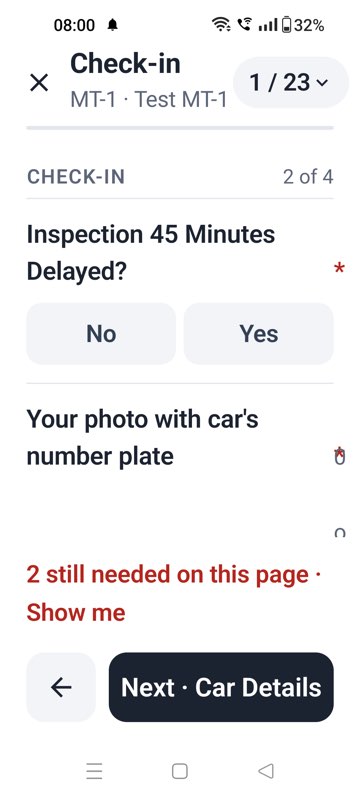 08:00 32%
Check-in
MT-1 · Test MT-1
1 / 23
CHECK-IN 2 of 4
Inspection 45 Minutes
Delayed? *
No Yes
Your photo with car's
number plate *
2 still needed on this page ·
Show me
Next · Car Details